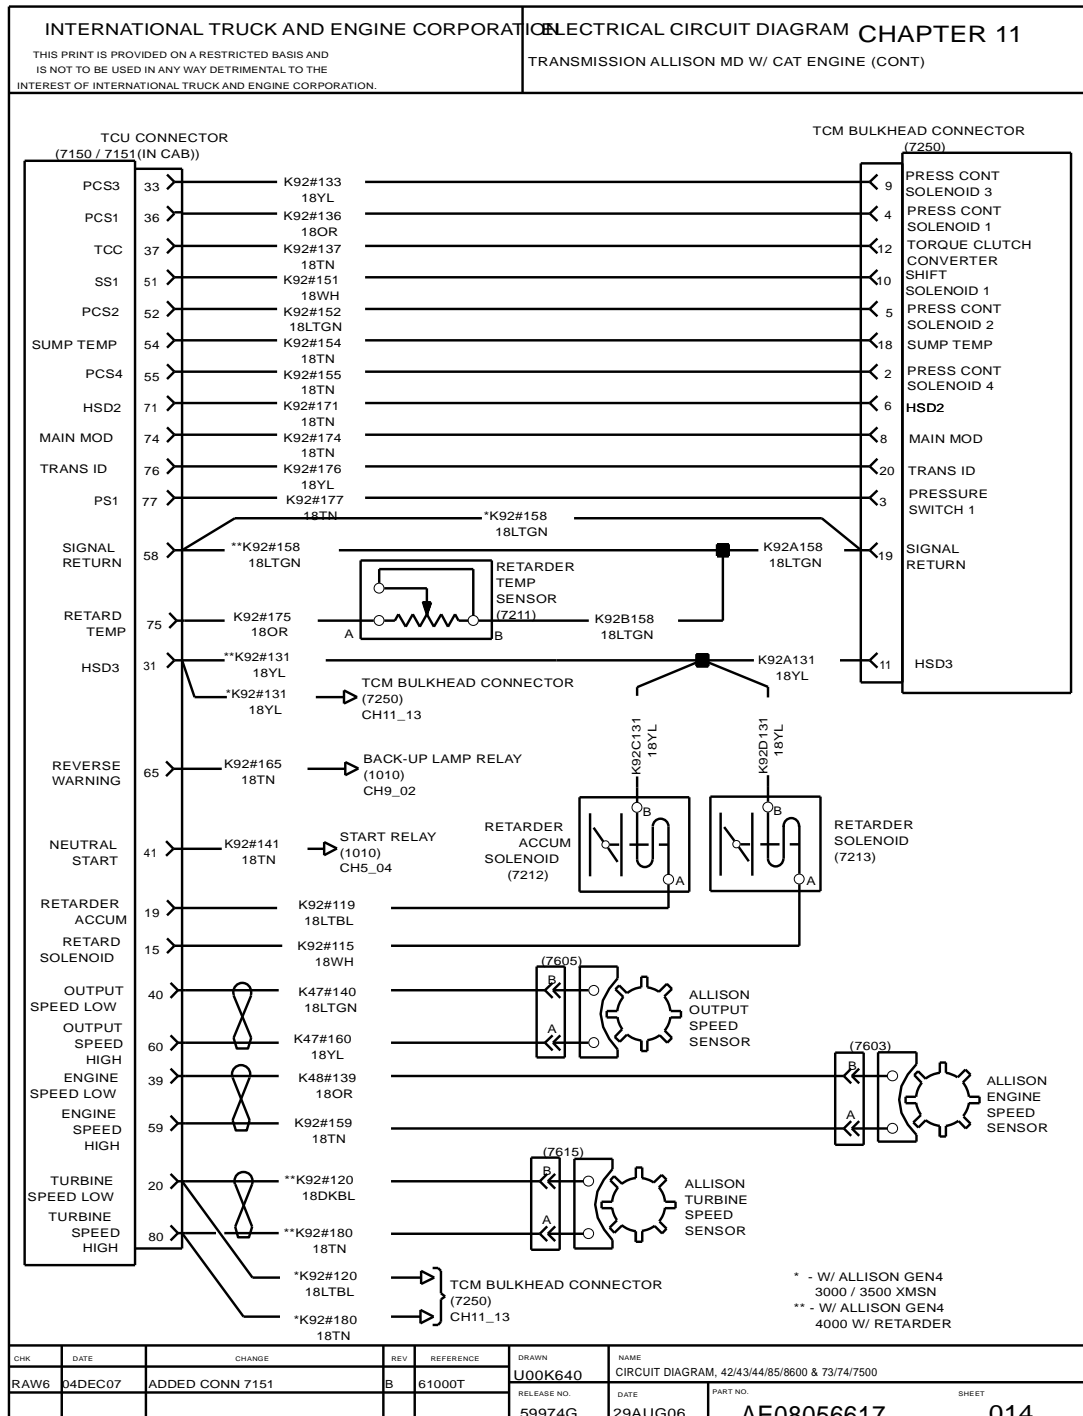 INTERNATIONAL TRUCK AND ENGINE CORPORATION
THIS PRINT IS PROVIDED ON A RESTRICTED BASIS AND
IS NOT TO BE USED IN ANY WAY DETRIMENTAL TO THE
INTEREST OF INTERNATIONAL TRUCK AND ENGINE CORPORATION.
ELECTRICAL CIRCUIT DIAGRAM CHAPTER 11
TRANSMISSION ALLISON MD W/ CAT ENGINE (CONT)
TCU CONNECTOR
(7150 / 7151(IN CAB))
TCM BULKHEAD CONNECTOR
(7250)
PCS3 33 K92#133 9 PRESS CONT
18YL SOLENOID 3
PCS1 36 K92#136 4 PRESS CONT
18OR SOLENOID 1
TCC 37 K92#137 12 TORQUE CLUTCH
18TN CONVERTER
SS1 51 K92#151 10 SHIFT
18WH SOLENOID 1
PCS2 52 K92#152 5 PRESS CONT
18LTGN SOLENOID 2
SUMP TEMP 54 K92#154 18 SUMP TEMP
18TN
PCS4 55 K92#155 2 PRESS CONT
18TN SOLENOID 4
HSD2 71 K92#171 6 HSD2
18TN
MAIN MOD 74 K92#174 8 MAIN MOD
18TN
TRANS ID 76 K92#176 20 TRANS ID
18YL
PS1 77 K92#177 3 PRESSURE
18TN SWITCH 1
*K92#158
18LTGN
SIGNAL
RETURN 58 **K92#158
18LTGN
K92A158
18LTGN
19 SIGNAL
RETURN
RETARDER
TEMP
SENSOR
(7211)
RETARD
TEMP 75 K92#175
18OR
A
B
K92B158
18LTGN
HSD3 31 **K92#131
18YL
K92A131
18YL
11 HSD3
*K92#131
18YL
TCM BULKHEAD CONNECTOR
(7250)
CH11_13
K92C131
18YL
K92D131
18YL
REVERSE
WARNING 65 K92#165
18TN
BACK-UP LAMP RELAY
(1010)
CH9_02
NEUTRAL
START 41 K92#141
18TN
START RELAY
(1010)
CH5_04
RETARDER
ACCUM
SOLENOID
(7212)
B
A
B
A
RETARDER
SOLENOID
(7213)
RETARDER
ACCUM 19 K92#119
18LTBL
RETARD
SOLENOID 15 K92#115
18WH
(7605)
OUTPUT
SPEED LOW 40 K47#140
18LTGN
B
OUTPUT
SPEED
HIGH 60 K47#160
18YL
A
ALLISON
OUTPUT
SPEED
SENSOR
(7603)
ENGINE
SPEED LOW 39 K48#139
18OR
B
ENGINE
SPEED
HIGH 59 K92#159
18TN
A
ALLISON
ENGINE
SPEED
SENSOR
(7615)
TURBINE
SPEED LOW 20 **K92#120
18DKBL
B
TURBINE
SPEED
HIGH 80 **K92#180
18TN
A
ALLISON
TURBINE
SPEED
SENSOR
*K92#120
18LTBL
*K92#180
18TN
TCM BULKHEAD CONNECTOR
(7250)
CH11_13
* - W/ ALLISON GEN4
3000 / 3500 XMSN
** - W/ ALLISON GEN4
4000 W/ RETARDER
CHK DATE CHANGE REV REFERENCE
RAW6 04DEC07 ADDED CONN 7151 B 61000T
DRAWN
U00K640
NAME
CIRCUIT DIAGRAM, 42/43/44/85/8600 & 73/74/7500
RELEASE NO.
59974G
DATE
29AUG06
PART NO.
AE08056617
SHEET
014